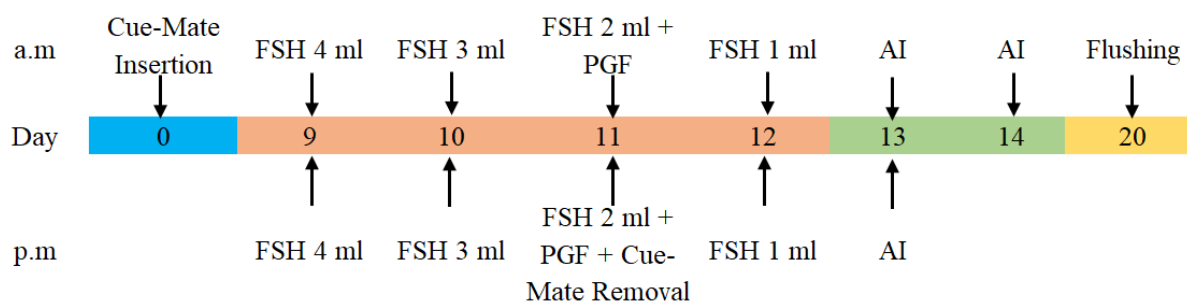 Cue-Mate
Insertion
FSH 2 ml +
PGF
a.m FSH 4 ml FSH 3 ml FSH 1 ml AI AI Flushing
Day 0 9 10 11 12 13 14 20
p.m FSH 4 ml FSH 3 ml FSH 1 ml AI
FSH 2 ml +
PGF + Cue-
Mate Removal